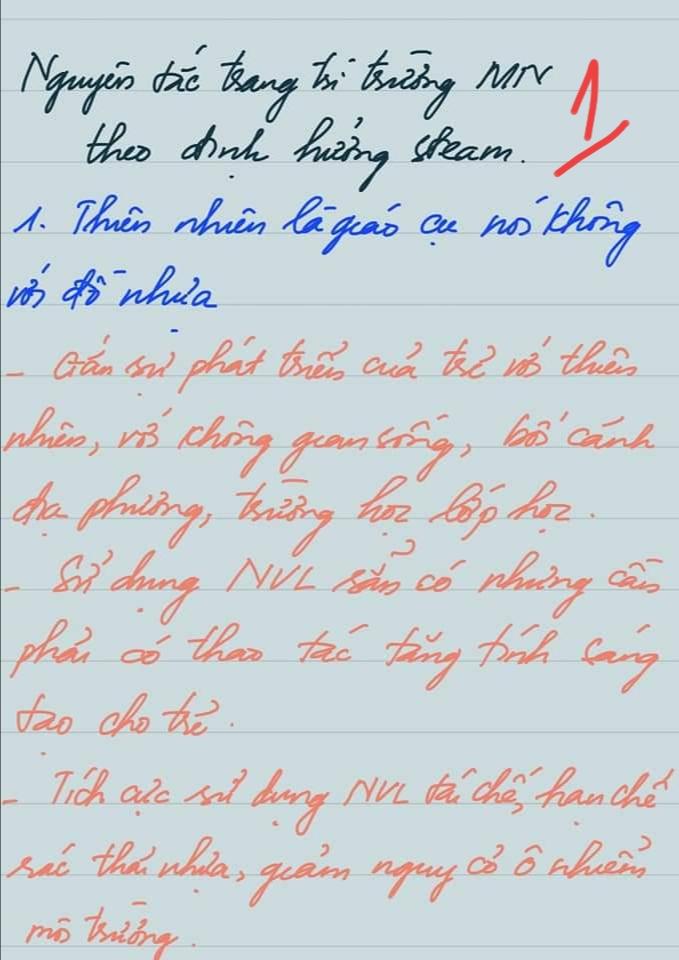 Nguyên tắc trang trí trường MN
1
theo định hướng steam.
1. Thiên nhiên là giáo cụ nói không
với đồ nhựa
- Gắn sự phát triển của trẻ với thiên
nhiên, với không gian sống, bối cảnh
địa phương, trường học lớp học.
- Sử dụng NVL sẵn có nhưng cần
phải có thao tác tăng tính sáng
tạo cho trẻ.
- Tích cực sử dụng NVL tái chế, hạn chế
rác thải nhựa, giảm nguy cơ ô nhiễm
môi trường.